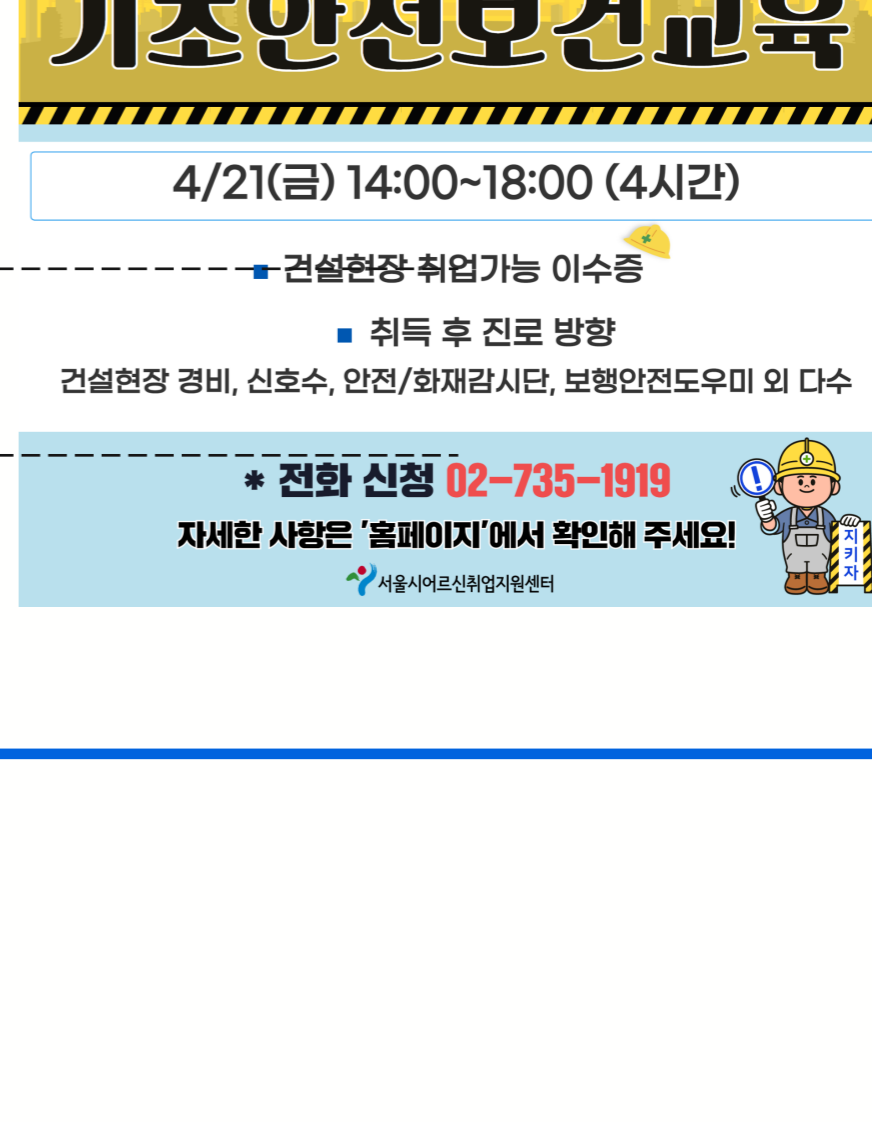 기초안전보건교육
4/21(금) 14:00~18:00 (4시간)
■ 건설현장 취업가능 이수증
■ 취득 후 진로 방향
건설현장 경비, 신호수, 안전/화재감시단, 보행안전도우미 외 다수
* 전화 신청 02-735-1919
자세한 사항은 '홈페이지'에서 확인해 주세요!
서울시어르신취업지원센터
지
키
자